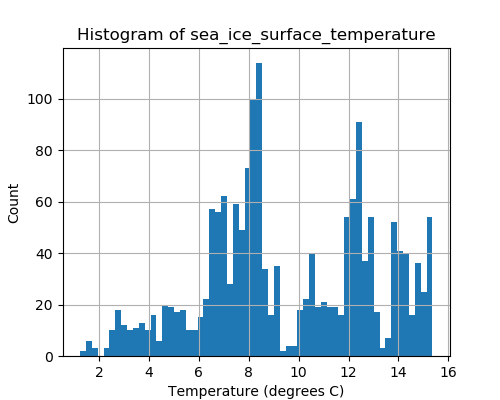 Histogram of sea_ice_surface_temperature
100
80
60
40
20
0
Count
2 4 6 8 10 12 14 16
Temperature (degrees C)